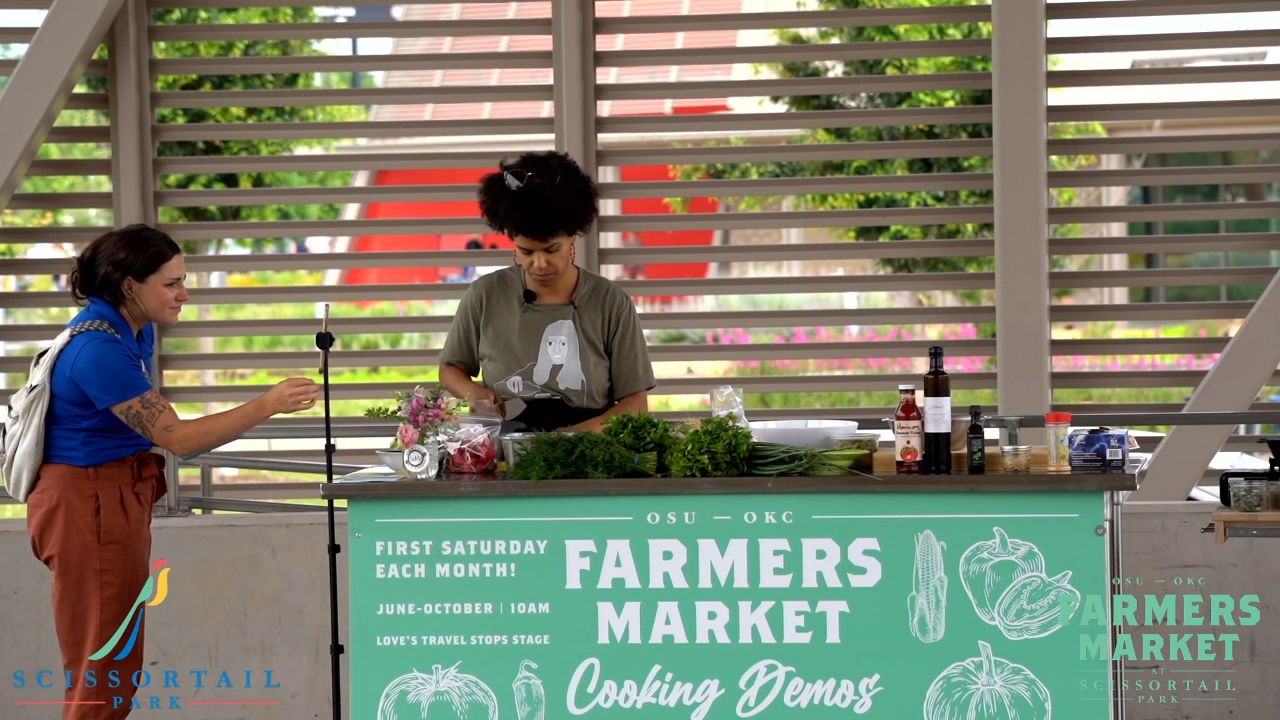 OSU — OKC
FIRST SATURDAY
EACH MONTH!
JUNE-OCTOBER | 10AM
LOVE'S TRAVEL STOPS STAGE
FARMERS
MARKET
Cooking Demos
SCISSORTAIL
PARK
OSU — OKC
FARMERS
MARKET
AT
SCISSORTAIL
PARK